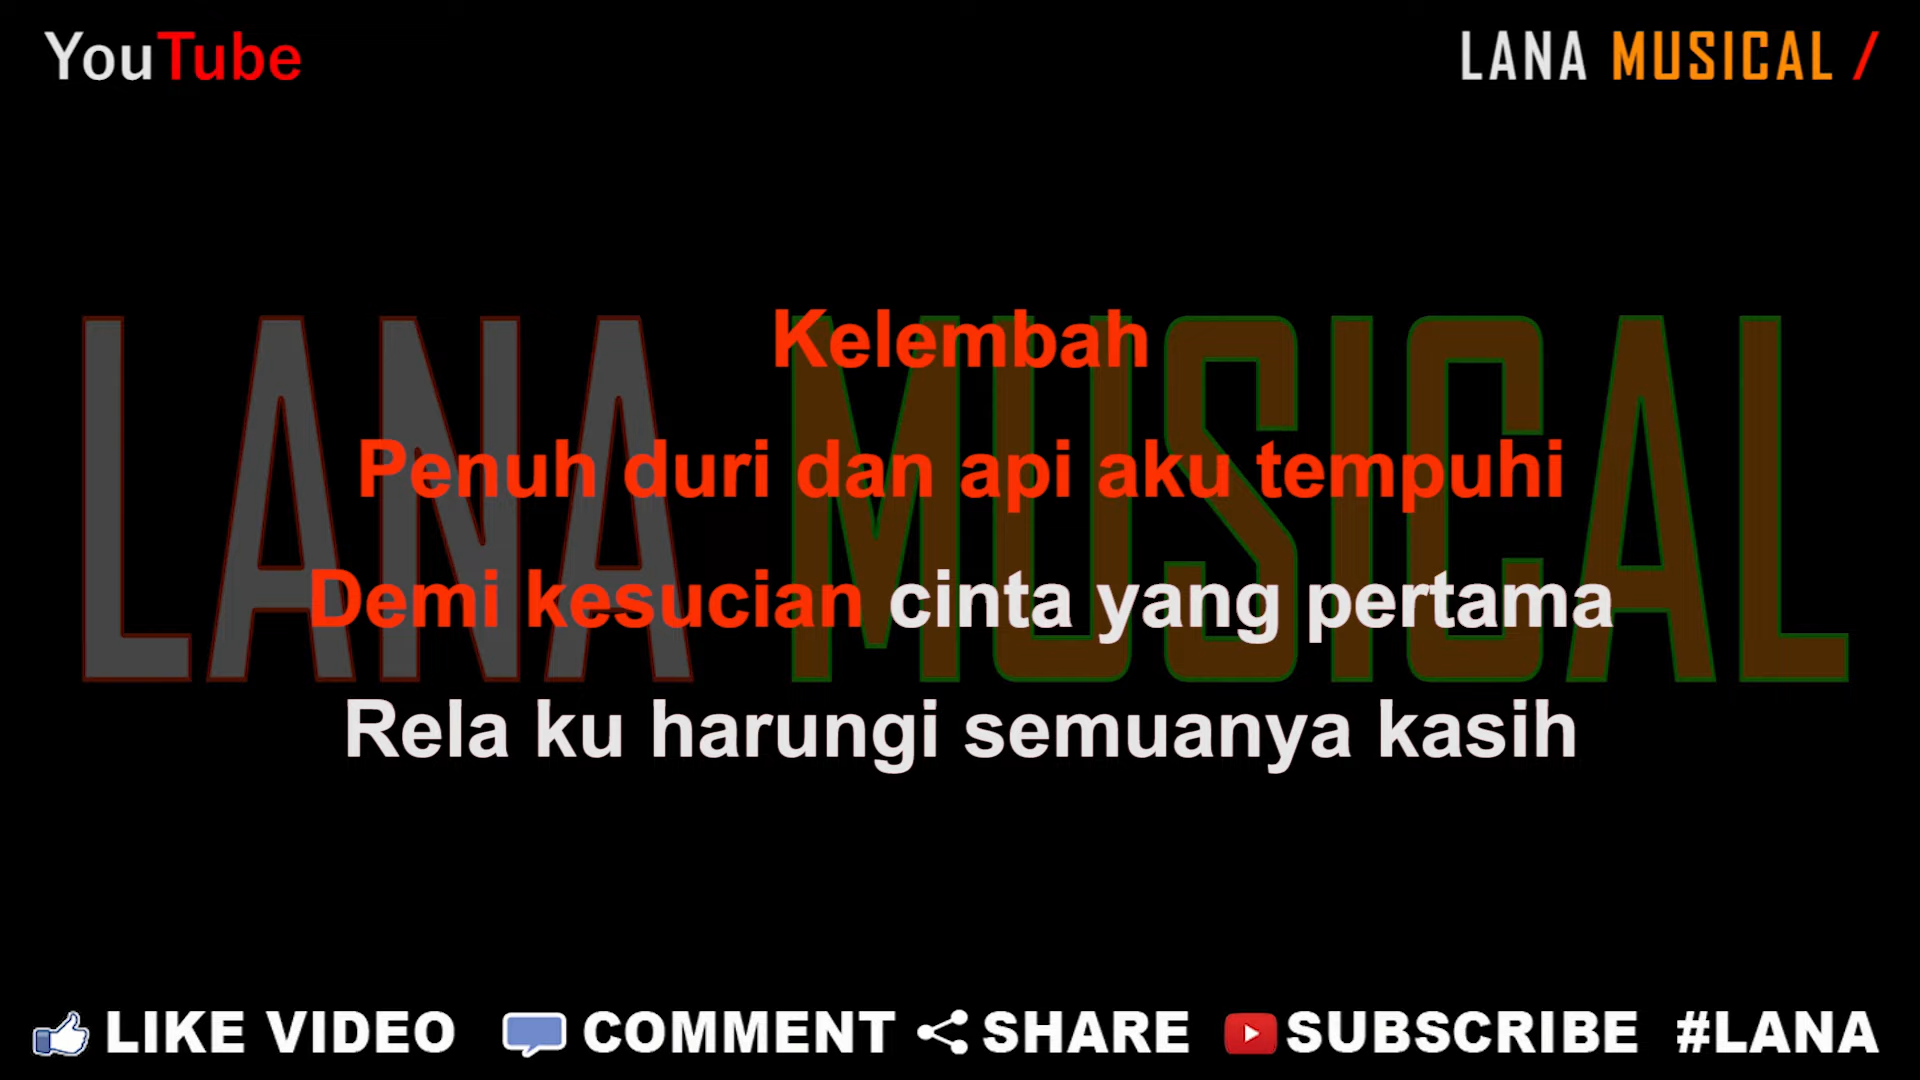 YouTube
LANA MUSICAL /
LANA MUSICAL
Kelembah
Penuh duri dan api aku tempuhi
Demi kesucian cinta yang pertama
Rela ku harungi semuanya kasih
LIKE VIDEO COMMENT SHARE SUBSCRIBE #LANA